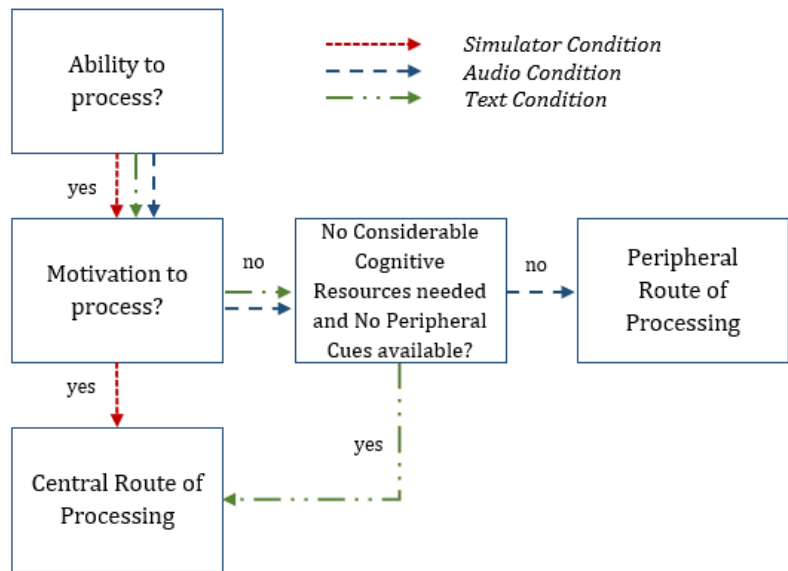 Ability to
process?
Simulator Condition
Audio Condition
Text Condition
yes
Motivation to
process?
no
No Considerable
Cognitive
Resources needed
and No Peripheral
Cues available?
no
Peripheral
Route of
Processing
yes
yes
Central Route of
Processing